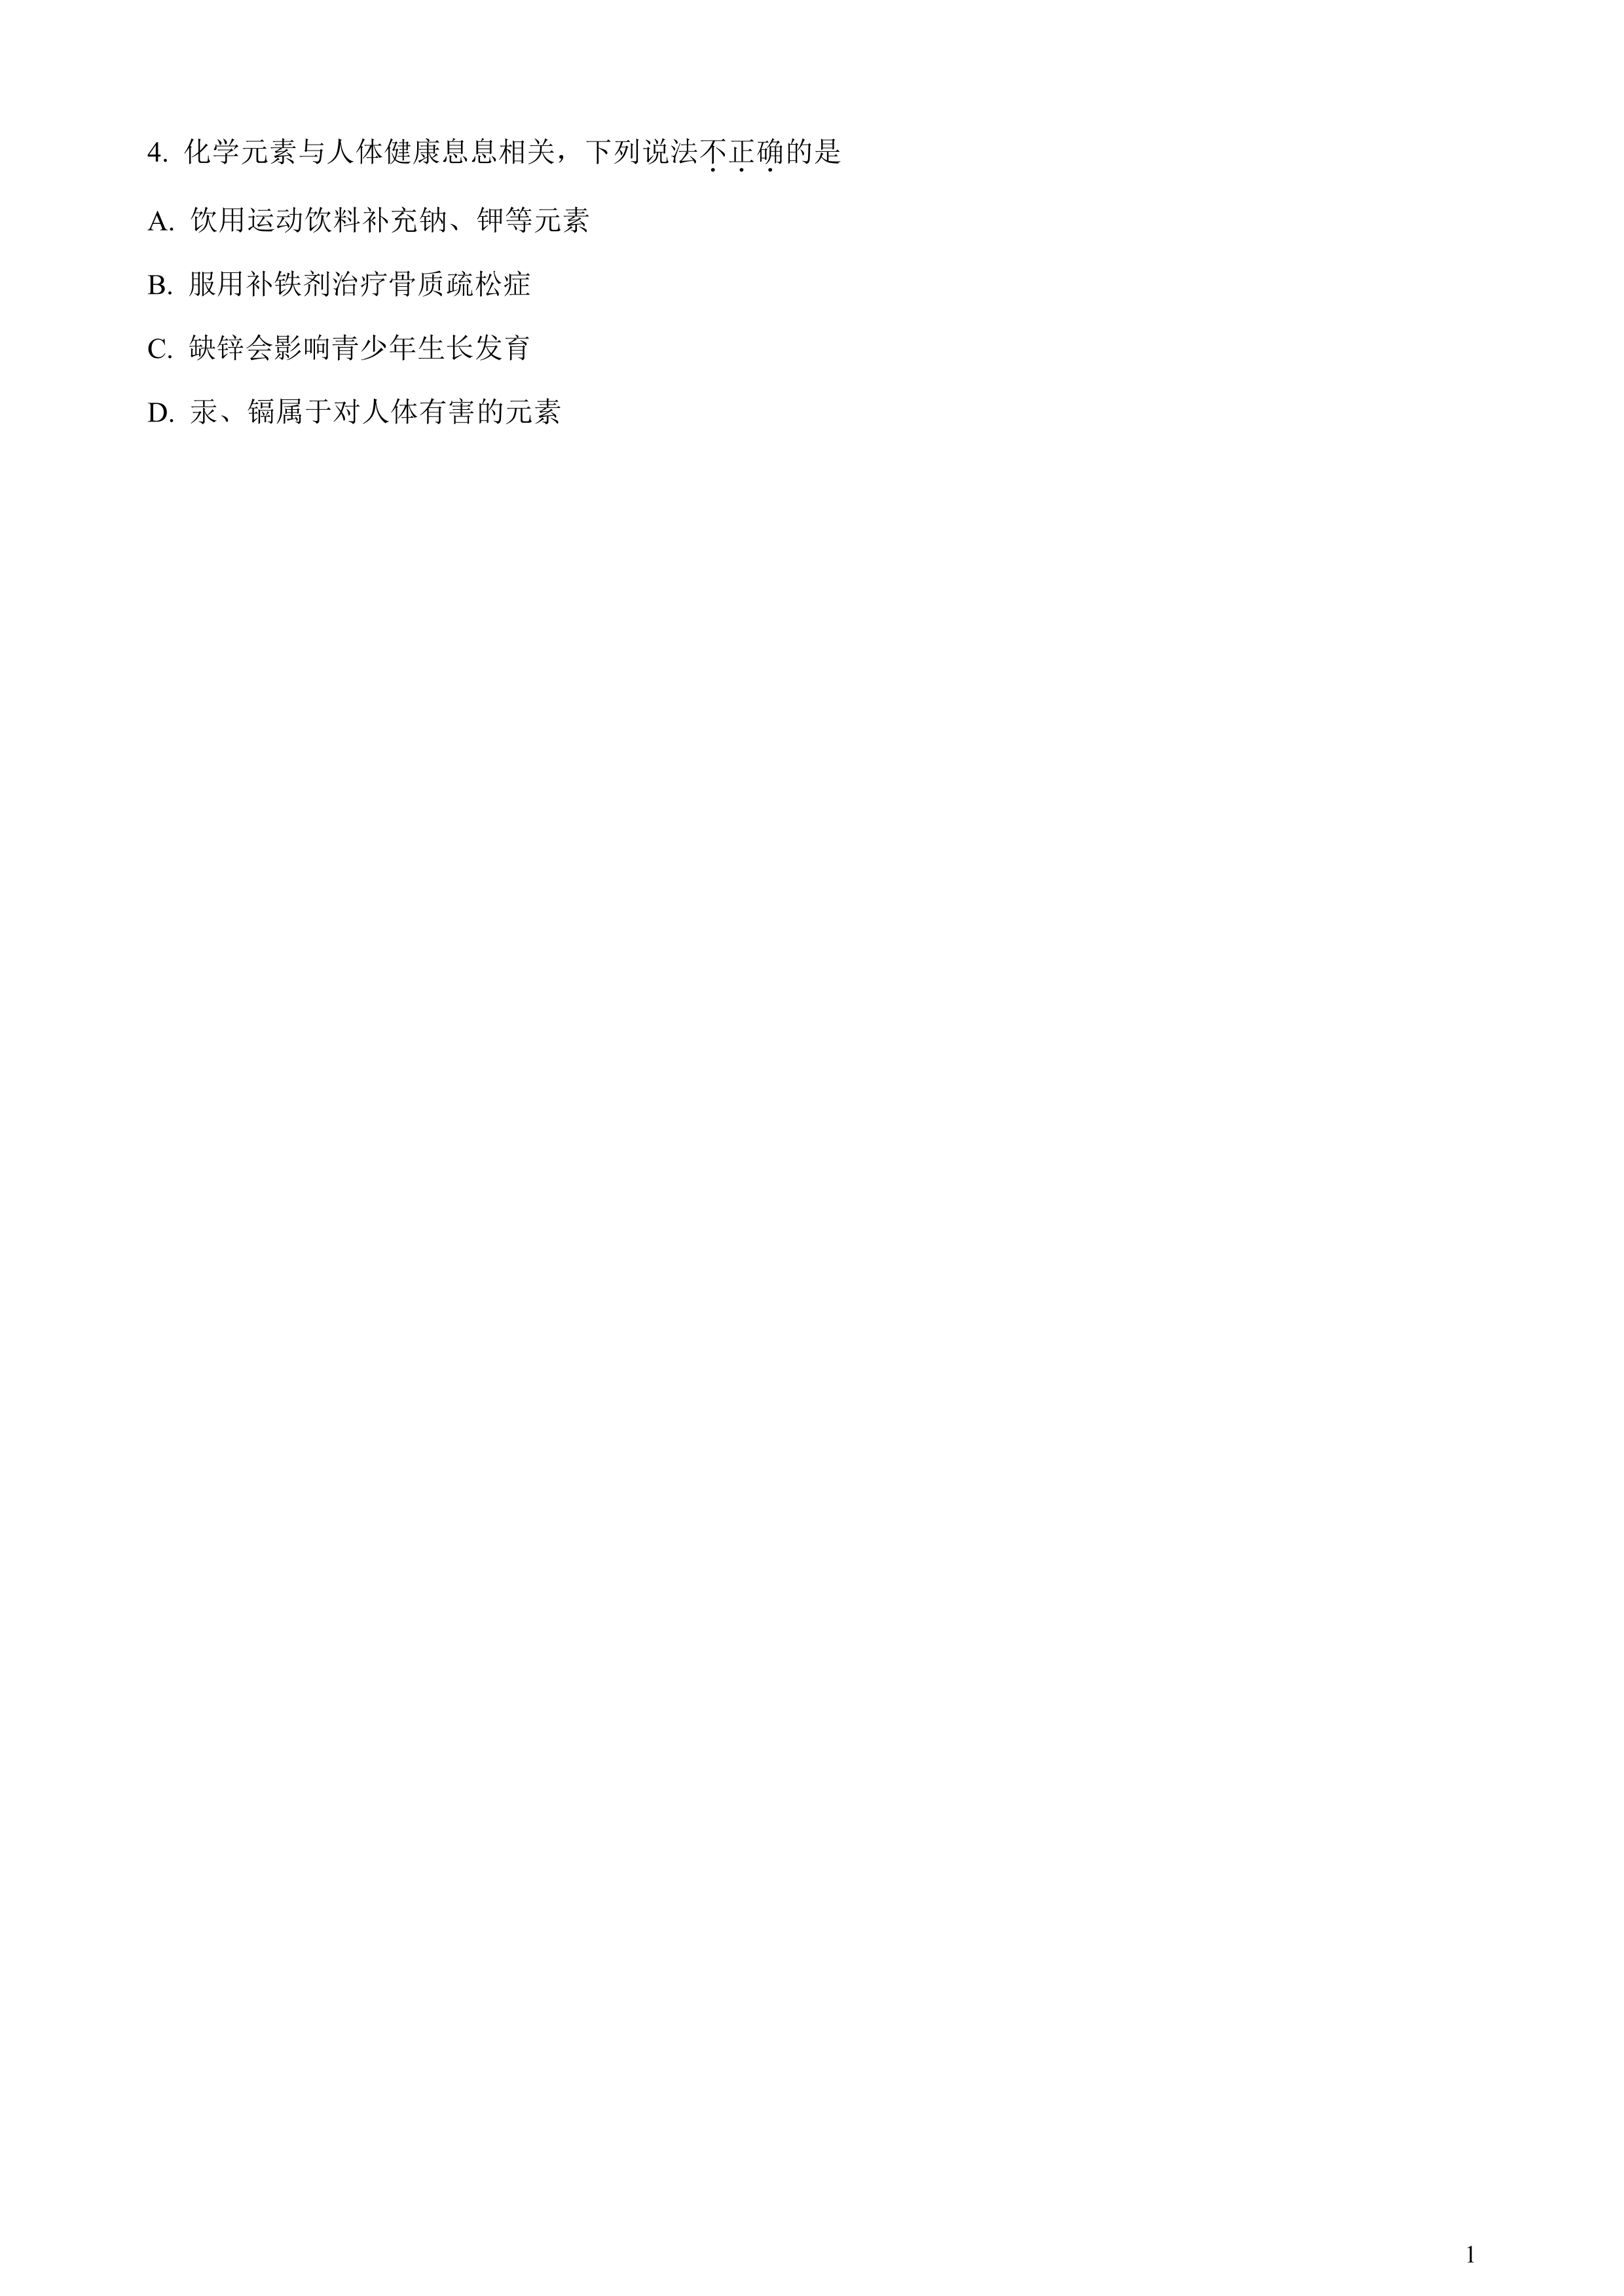 4. 化学元素与人体健康息息相关，下列说法不正确的是
A. 饮用运动饮料补充钠、钾等元素
B. 服用补铁剂治疗骨质疏松症
C. 缺锌会影响青少年生长发育
D. 汞、镉属于对人体有害的元素
1